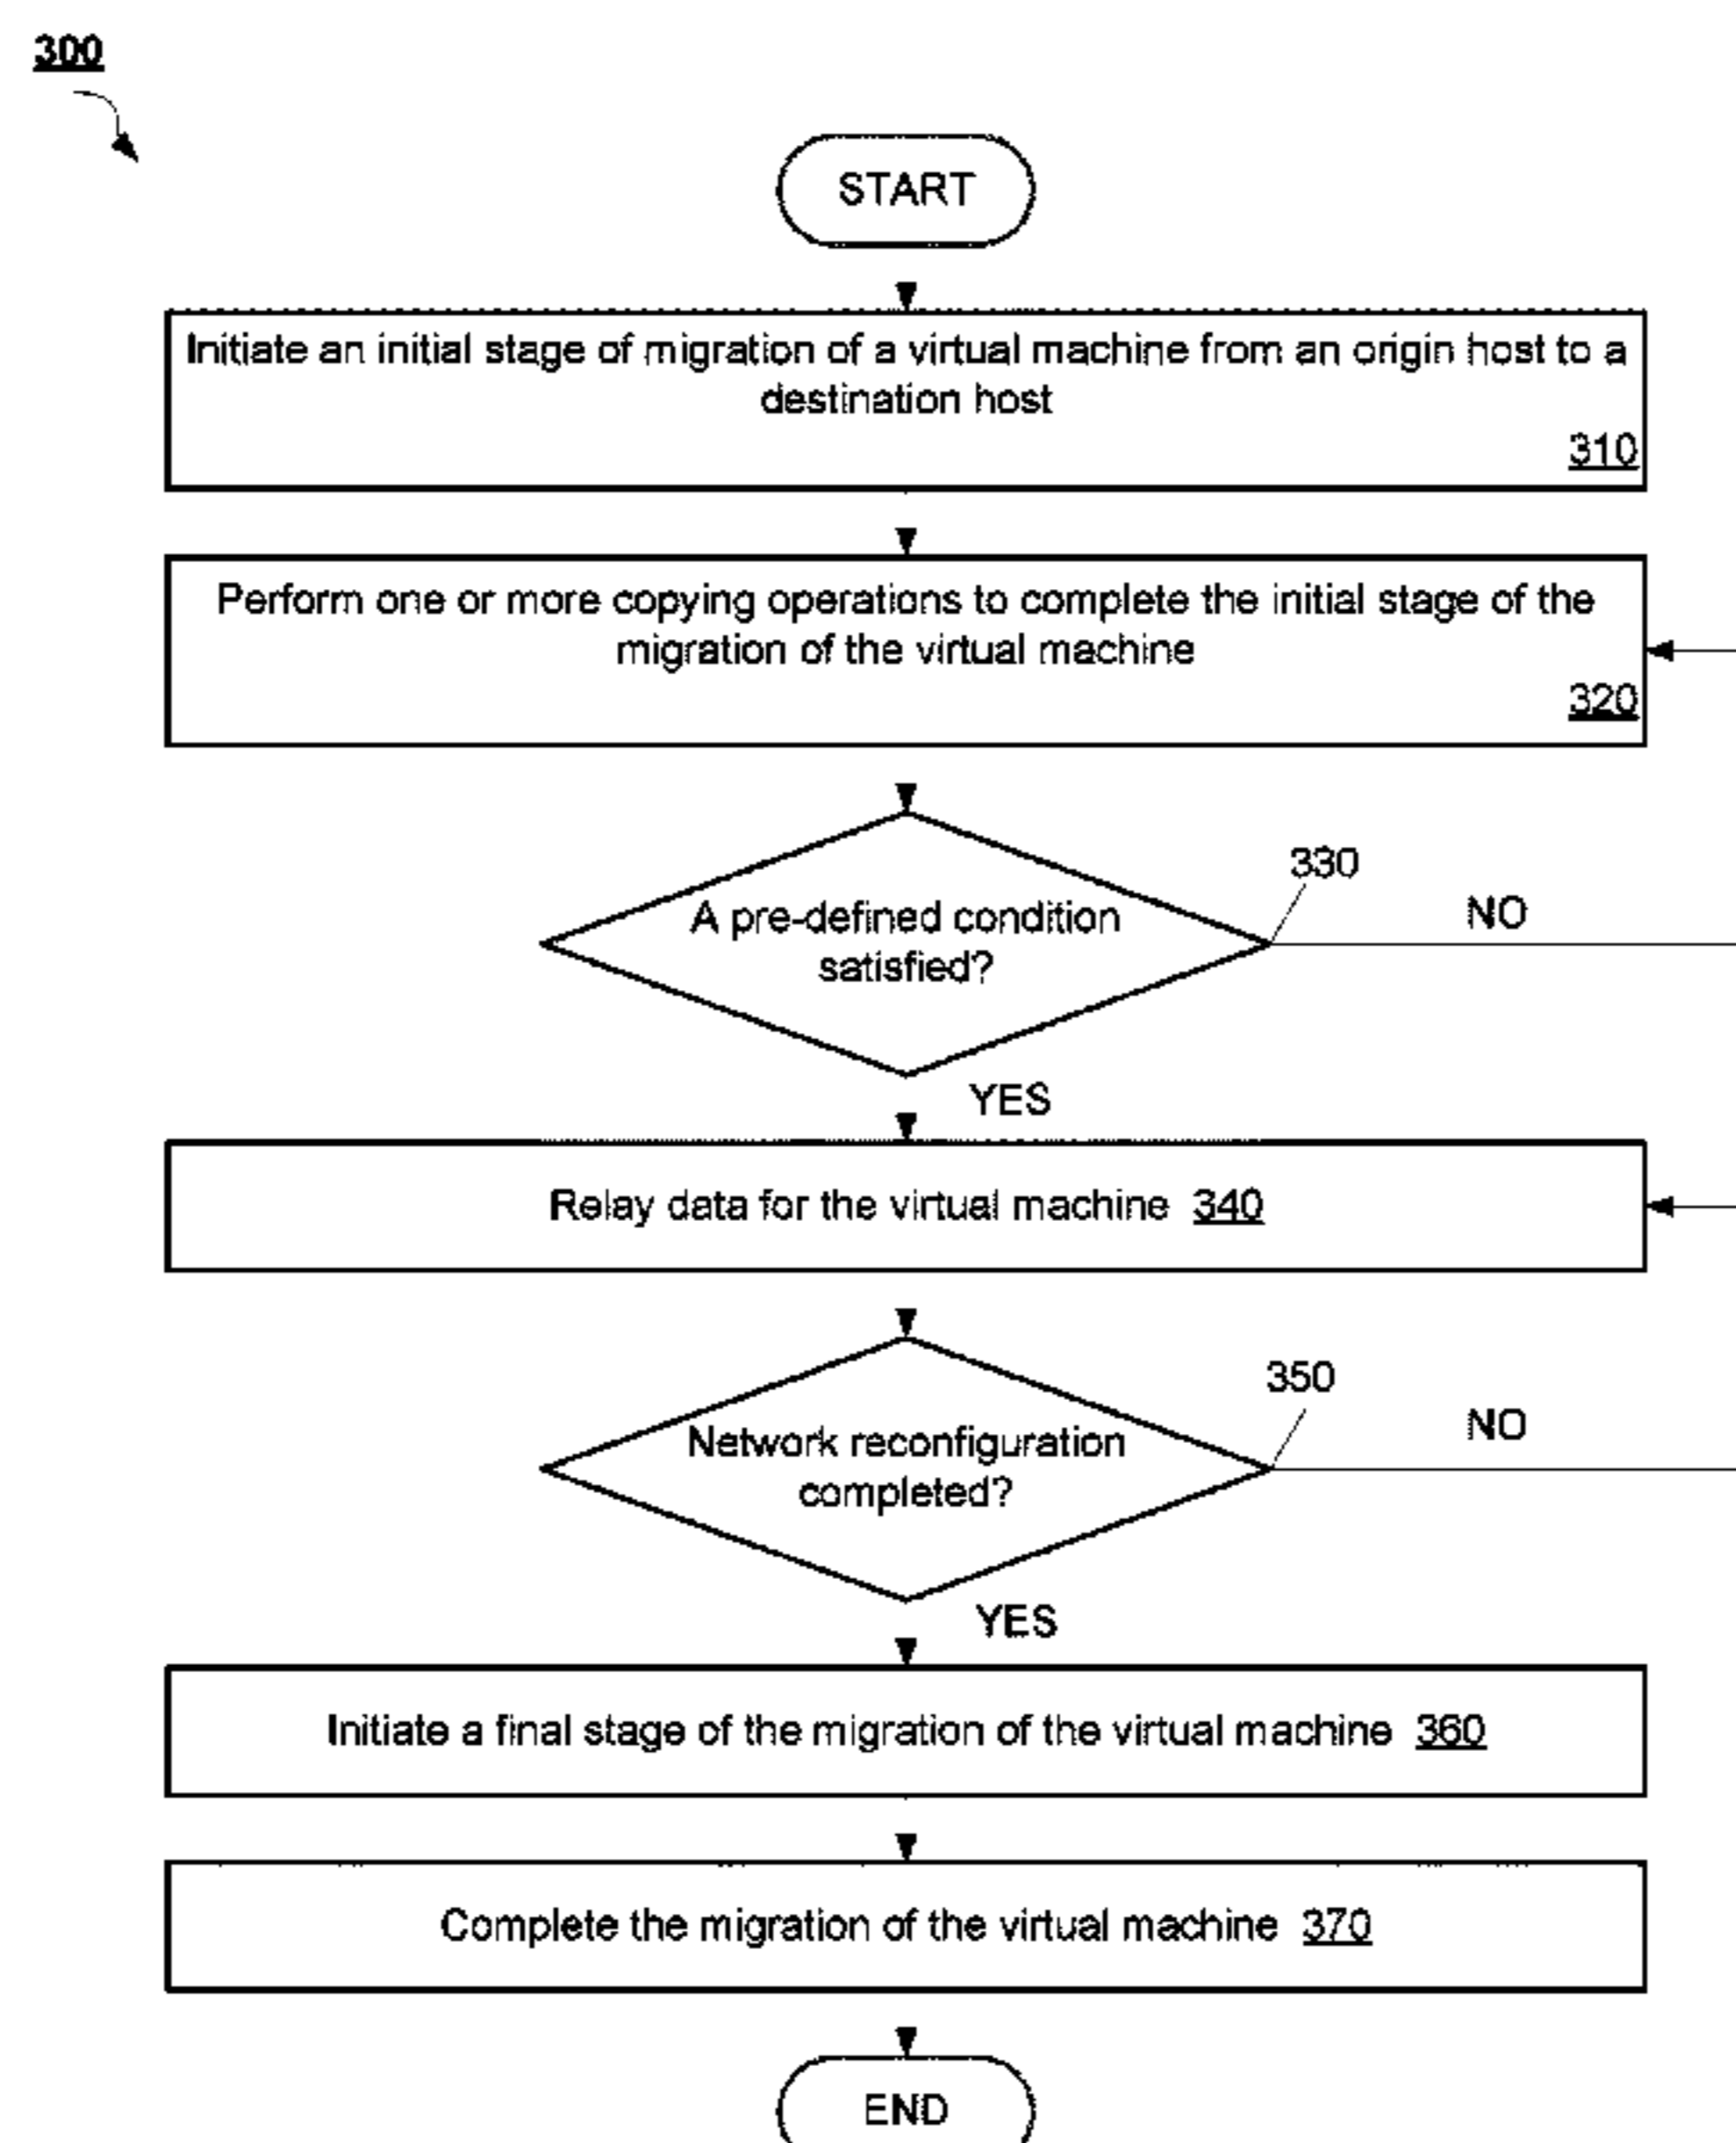 300
START
Initiate an initial stage of migration of a virtual machine from an origin host to a
destination host
310
Perform one or more copying operations to complete the initial stage of the
migration of the virtual machine
320
330
A pre-defined condition
satisfied?
NO
YES
Relay data for the virtual machine 340
350
Network reconfiguration
completed?
NO
YES
Initiate a final stage of the migration of the virtual machine 360
Complete the migration of the virtual machine 370
END